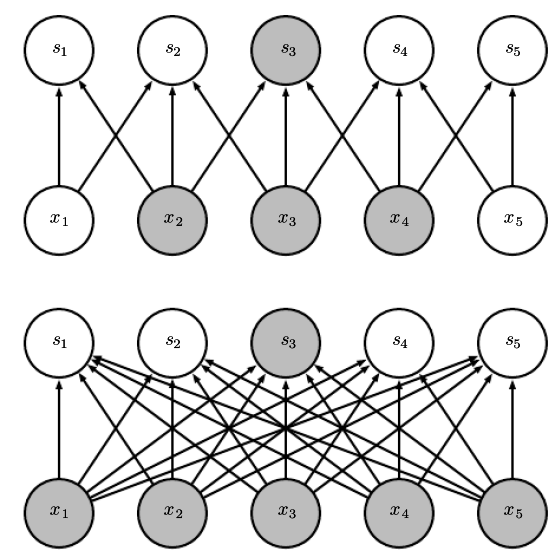 s₁ s₂ s₃ s₄ s₅
x₁ x₂ x₃ x₄ x₅
s₁ s₂ s₃ s₄ s₅
x₁ x₂ x₃ x₄ x₅